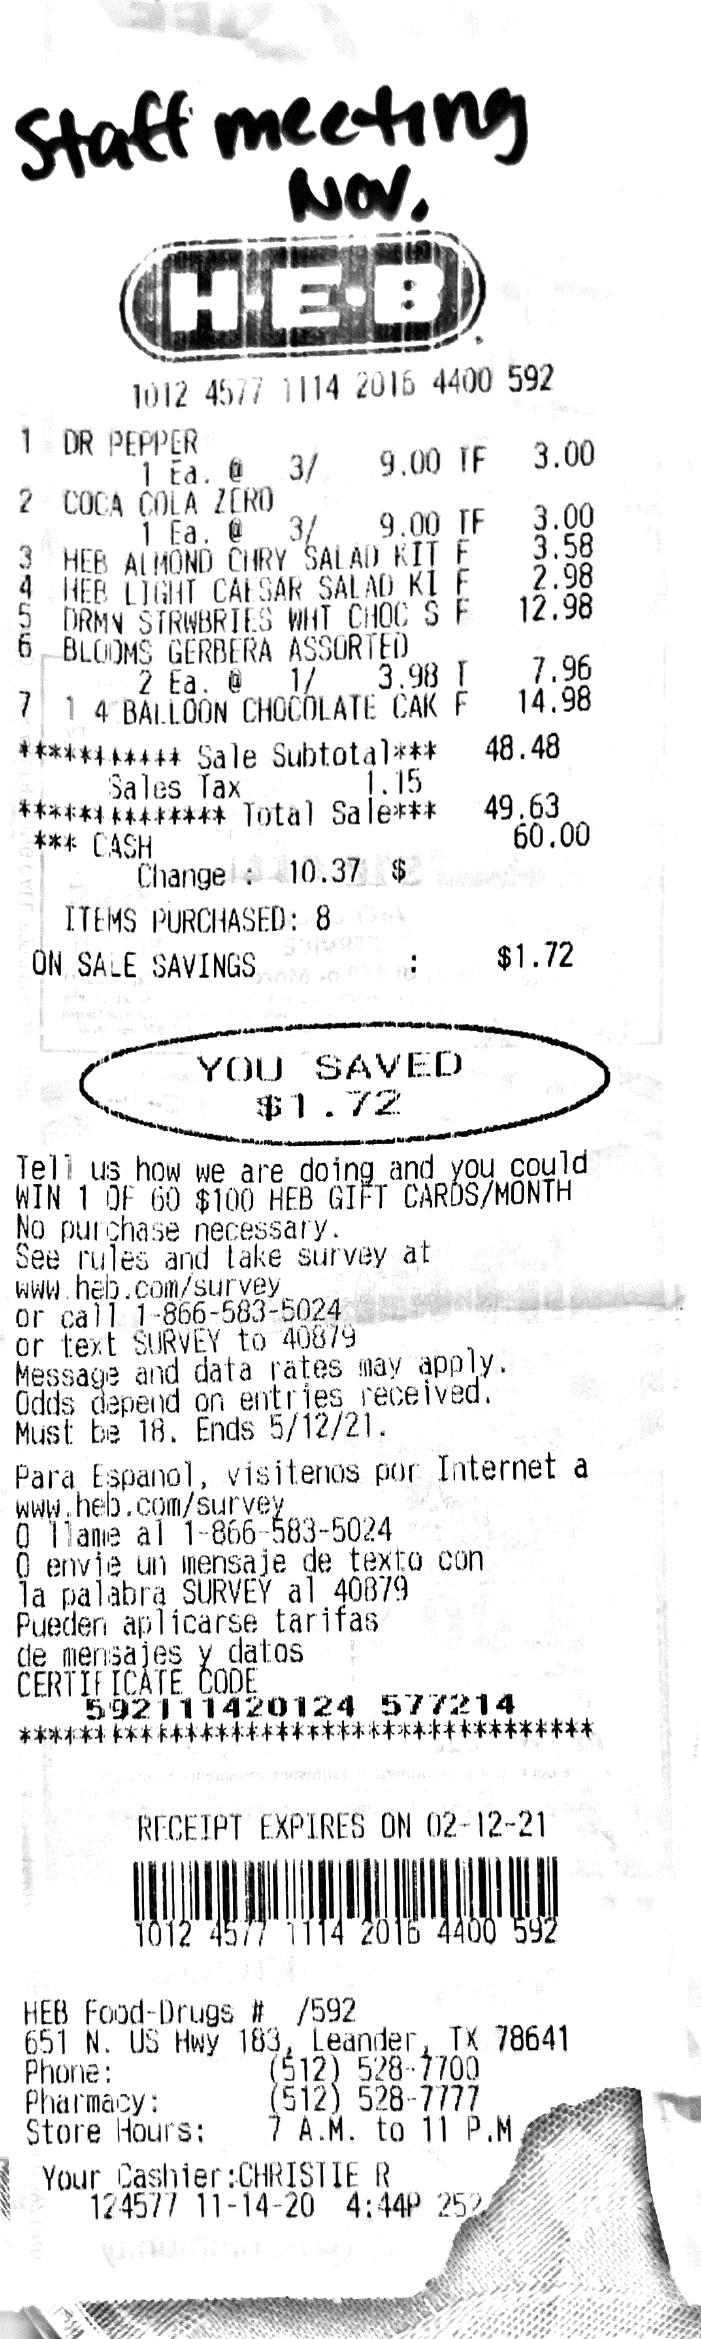 Staff meeting
Nov.
H-E-B
1012 4577 1114 2016 4400 592
1 DR PEPPER
1 Ea. @ 3/ 9.00 TF 3.00
2 COCA COLA ZERO
1 Ea. @ 3/ 9.00 TF 3.00
3 HEB ALMOND CHRY SALAD KIT F 3.58
4 HEB LIGHT CAESAR SALAD KI F 2.98
5 DRMN STRWBRIES WHT CHOC S F 12.98
6 BLOOMS GERBERA ASSORTED
2 Ea. @ 1/ 3.98 T 7.96
7 1 4 BALLOON CHOCOLATE CAK F 14.98
*********** Sale Subtotal*** 48.48
Sales Tax 1.15
*************** Total Sale*** 49.63
*** CASH 60.00
Change : 10.37 $
ITEMS PURCHASED: 8
ON SALE SAVINGS : $1.72
YOU SAVED
$1.72
Tell us how we are doing and you could
WIN 1 OF 60 $100 HEB GIFT CARDS/MONTH
No purchase necessary.
See rules and take survey at
www.heb.com/survey
or call 1-866-583-5024
or text SURVEY to 40879
Message and data rates may apply.
Odds depend on entries received.
Must be 18. Ends 5/12/21.
Para Espanol, visitenos por Internet a
www.heb.com/survey
O llame al 1-866-583-5024
O envie un mensaje de texto con
la palabra SURVEY al 40879
Pueden aplicarse tarifas
de mensajes y datos
CERTIFICATE CODE
592111420124 577214
**************************************
RECEIPT EXPIRES ON 02-12-21
1012 4577 1114 2016 4400 592
HEB Food-Drugs # /592
651 N. US Hwy 183, Leander, TX 78641
Phone: (512) 528-7700
Pharmacy: (512) 528-7777
Store Hours: 7 A.M. to 11 P.M
Your Cashier:CHRISTIE R
124577 11-14-20 4:44P 252